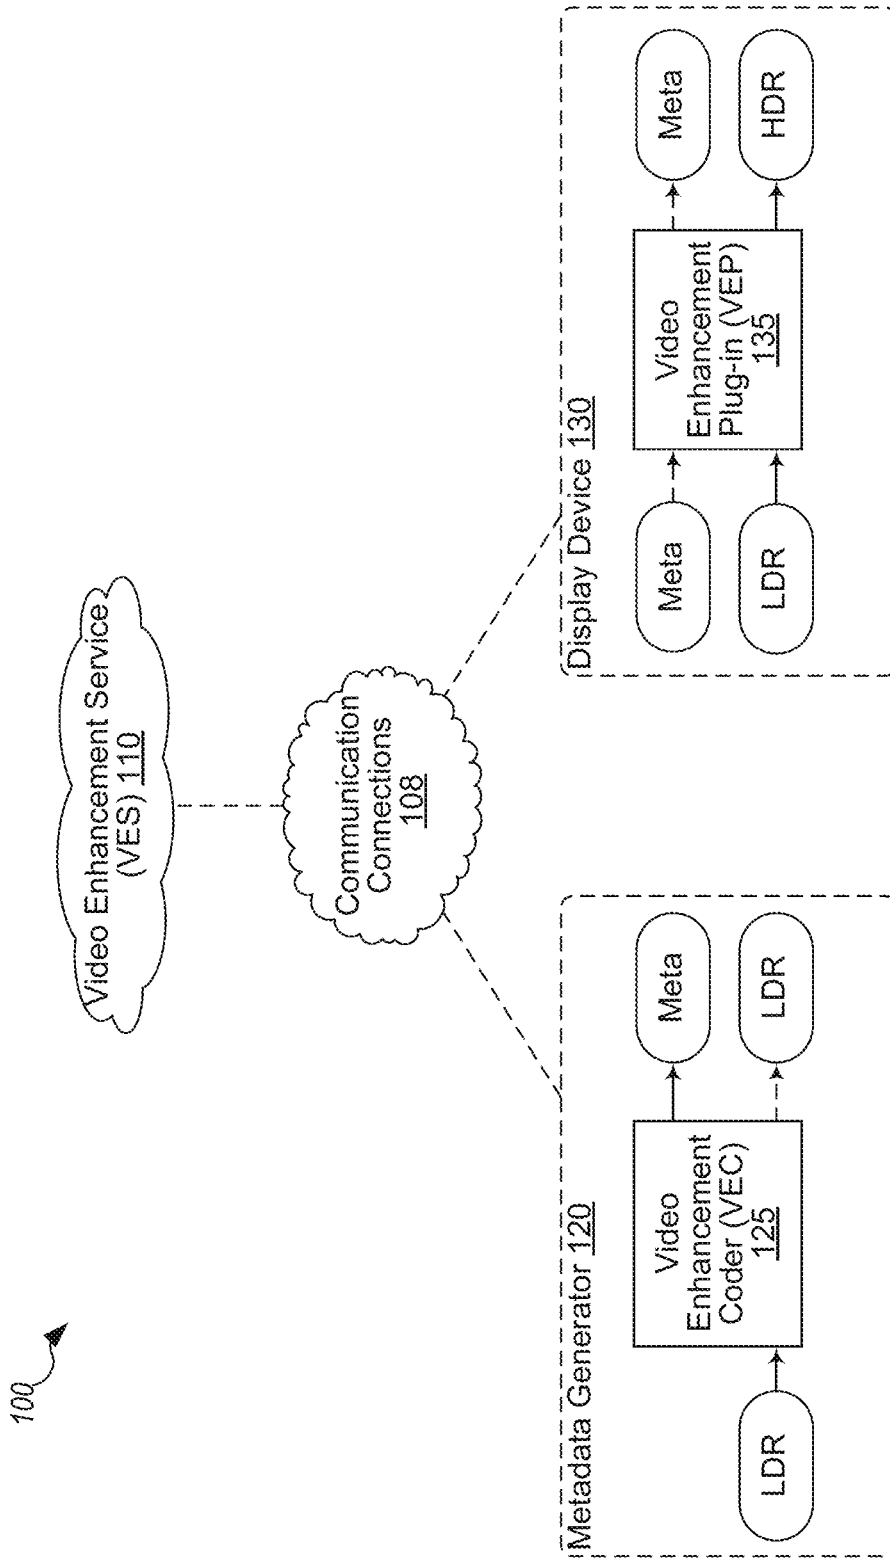 100
Video Enhancement Service
(VES) 110
Communication
Connections
108
Metadata Generator 120
LDR
Video
Enhancement
Coder (VEC)
125
Meta
LDR
Display Device 130
Meta
LDR
Video
Enhancement
Plug-in (VEP)
135
Meta
HDR